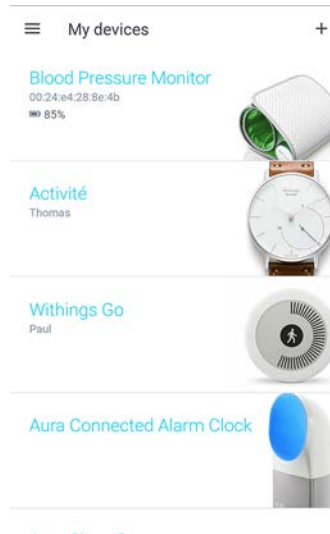 My devices
Blood Pressure Monitor
00:24:e4:28:8e:4b
85%
Activité
Thomas
Withings Go
Paul
Aura Connected Alarm Clock